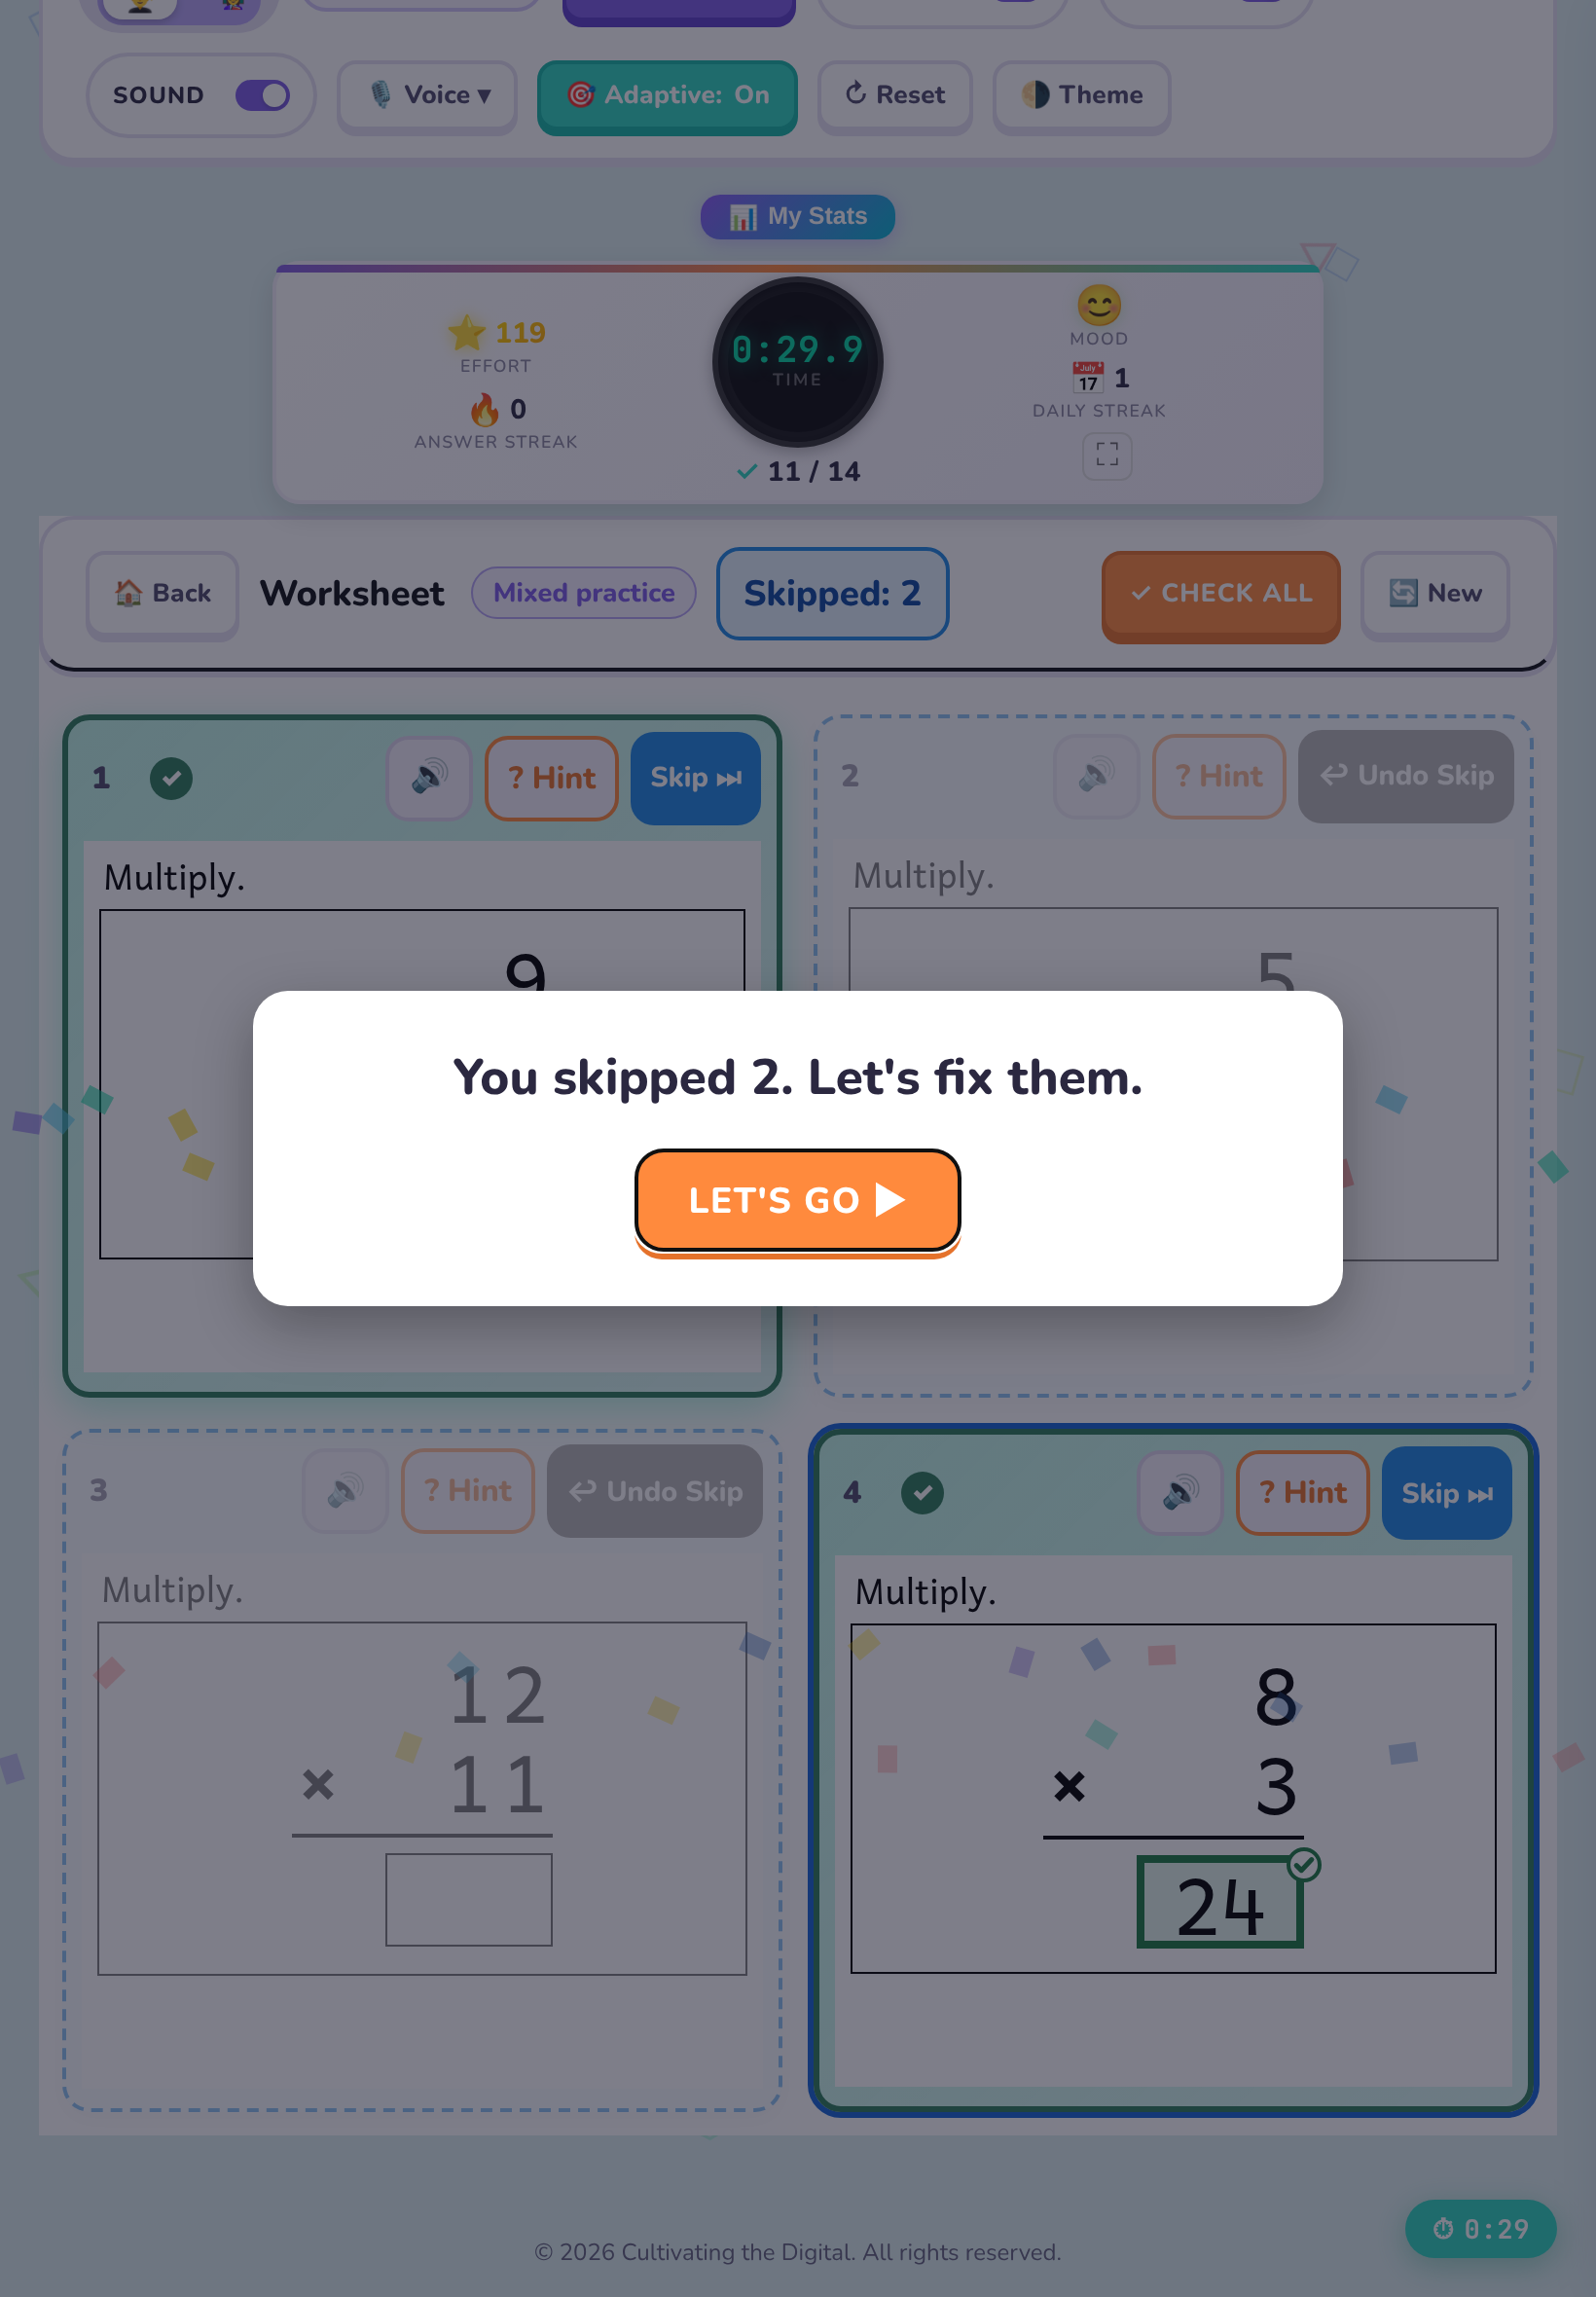 SOUND
Voice ▾
Adaptive: On
↻ Reset
Theme
My Stats
119
EFFORT
0
ANSWER STREAK
0:29.9
TIME
✓ 11 / 14
MOOD
July 17
1
DAILY STREAK
Back
Worksheet
Mixed practice
Skipped: 2
✓ CHECK ALL
New
1
? Hint
Skip ⏭
Multiply.
9
2
? Hint
↩ Undo Skip
Multiply.
5
You skipped 2. Let's fix them.
LET'S GO ▶
3
? Hint
↩ Undo Skip
Multiply.
12
× 11
4
? Hint
Skip ⏭
Multiply.
8
× 3
24
⏱ 0:29
© 2026 Cultivating the Digital. All rights reserved.